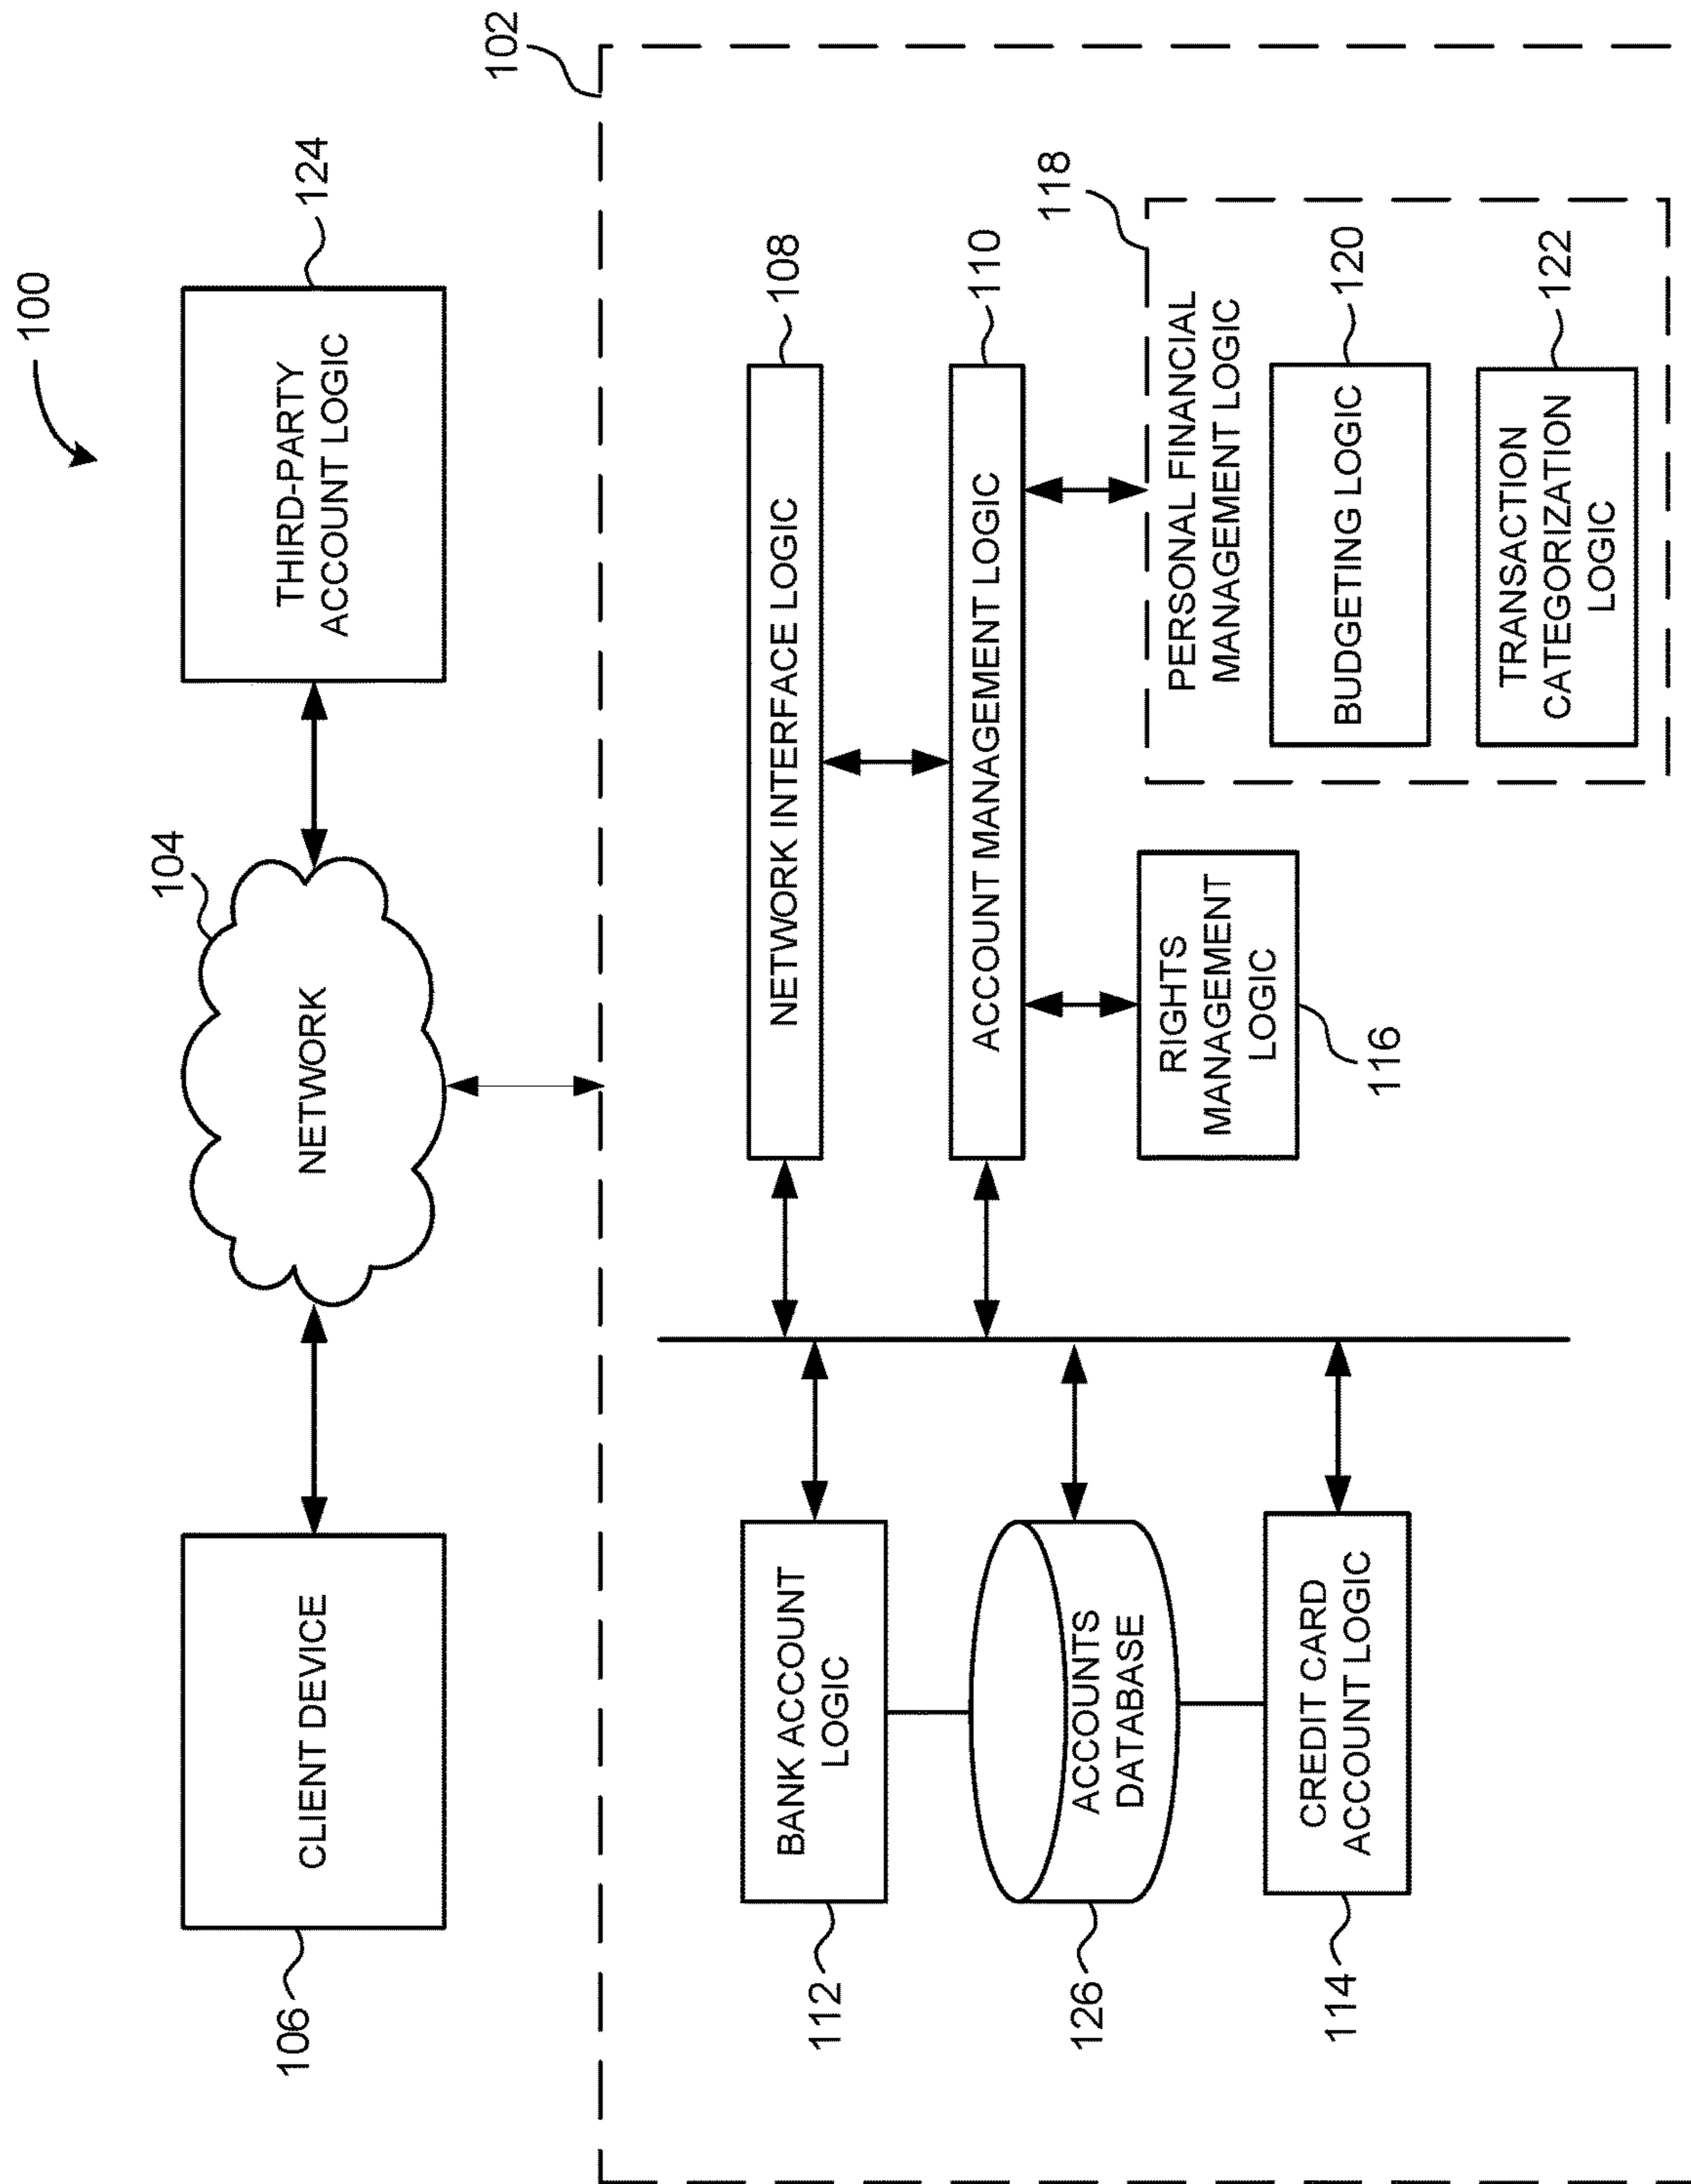 100
CLIENT DEVICE
106
NETWORK
104
THIRD-PARTY
ACCOUNT LOGIC
124
102
BANK ACCOUNT
LOGIC
112
ACCOUNTS
DATABASE
126
CREDIT CARD
ACCOUNT LOGIC
114
NETWORK INTERFACE LOGIC
108
ACCOUNT MANAGEMENT LOGIC
110
RIGHTS
MANAGEMENT
LOGIC
116
118
PERSONAL FINANCIAL
MANAGEMENT LOGIC
BUDGETING LOGIC
120
TRANSACTION
CATEGORIZATION
LOGIC
122